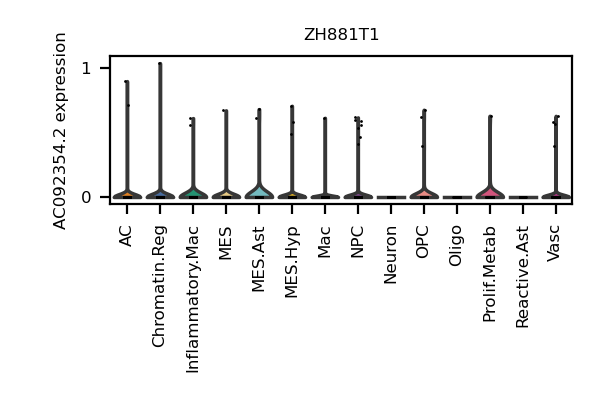 ZH881T1
AC092354.2 expression
1
0
AC
Chromatin.Reg
Inflammatory.Mac
MES
MES.Ast
MES.Hyp
Mac
NPC
Neuron
OPC
Oligo
Prolif.Metab
Reactive.Ast
Vasc